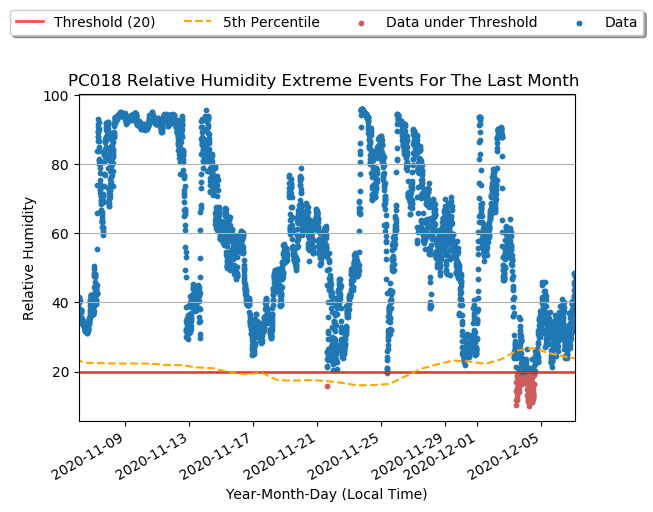 Threshold (20) 5th Percentile Data under Threshold Data
PC018 Relative Humidity Extreme Events For The Last Month
100
80
60
40
20
Relative Humidity
2020-11-09 2020-11-13 2020-11-17 2020-11-21 2020-11-25 2020-11-29 2020-12-01 2020-12-05
Year-Month-Day (Local Time)